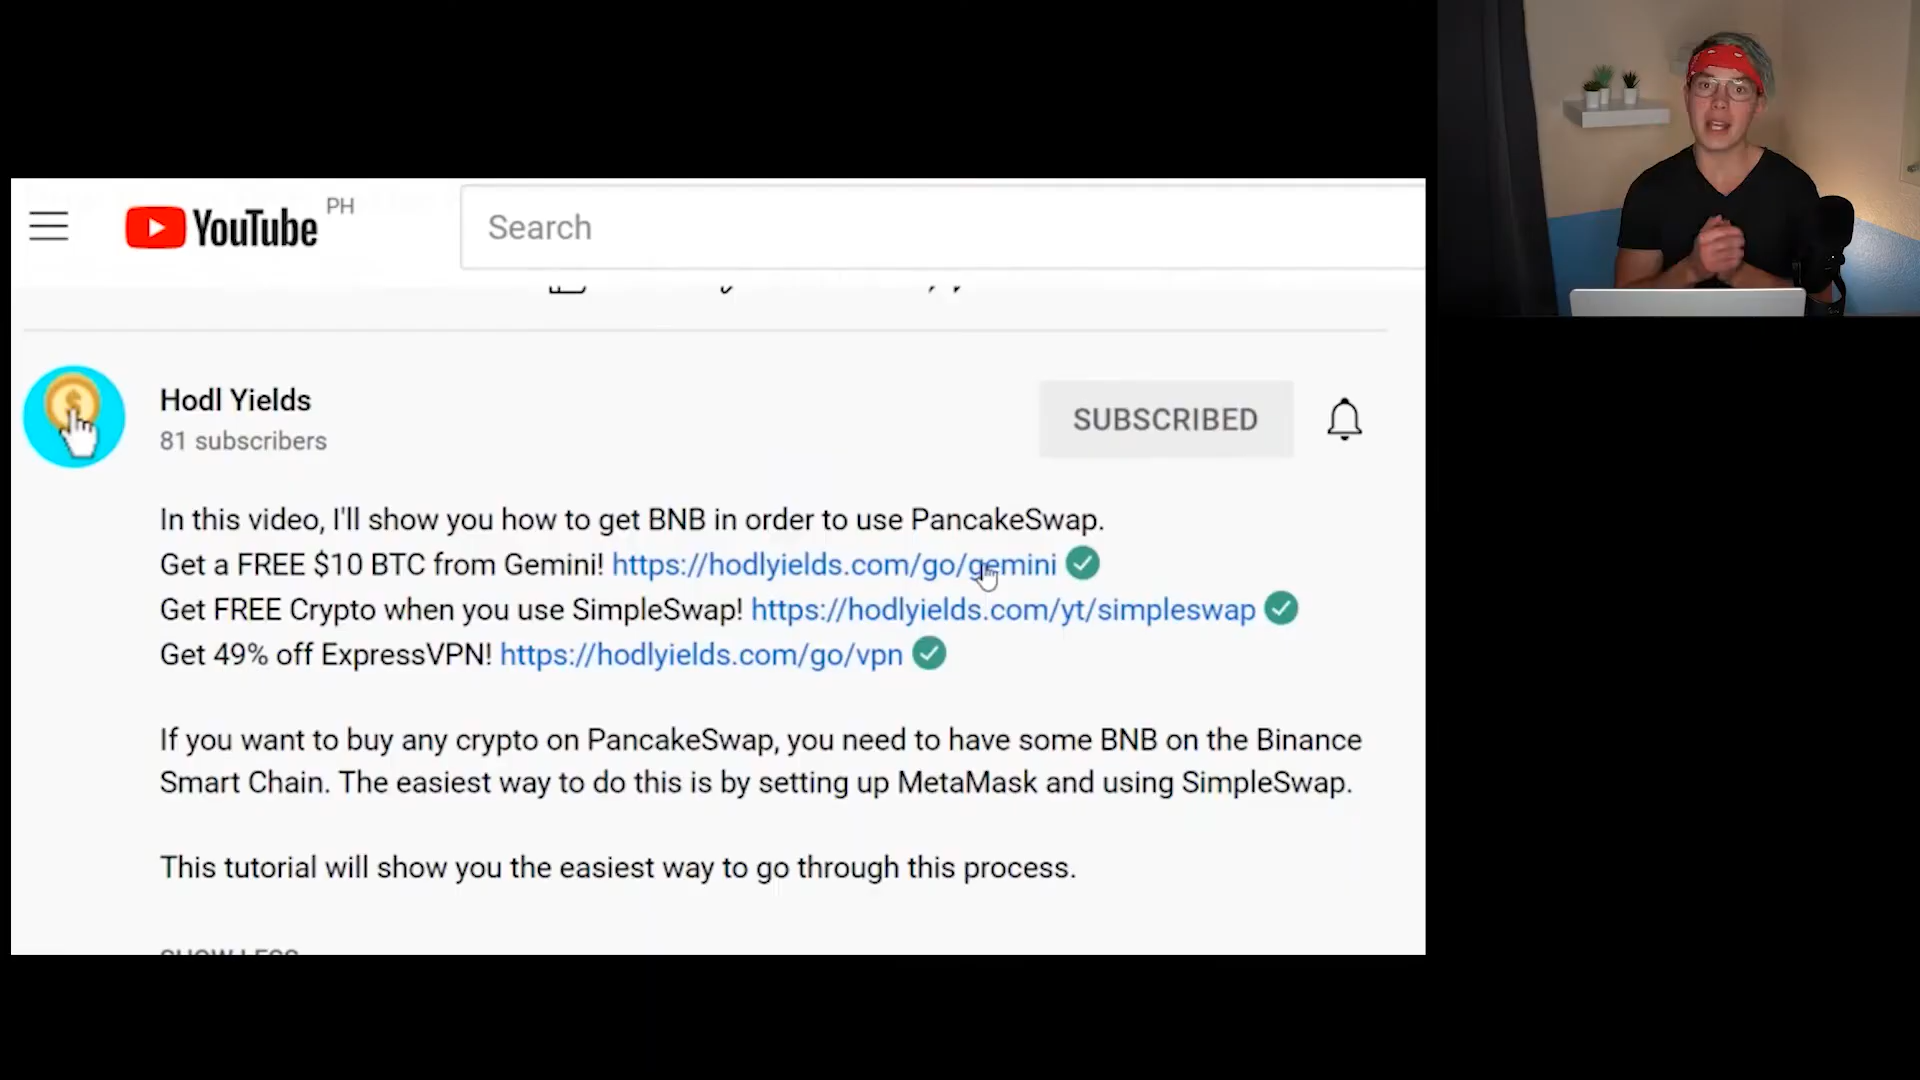 YouTube PH
Search
Hodl Yields
81 subscribers
SUBSCRIBED
In this video, I'll show you how to get BNB in order to use PancakeSwap.
Get a FREE $10 BTC from Gemini! https://hodlyields.com/go/gemini
Get FREE Crypto when you use SimpleSwap! https://hodlyields.com/yt/simpleswap
Get 49% off ExpressVPN! https://hodlyields.com/go/vpn
If you want to buy any crypto on PancakeSwap, you need to have some BNB on the Binance
Smart Chain. The easiest way to do this is by setting up MetaMask and using SimpleSwap.
This tutorial will show you the easiest way to go through this process.
SHOW LESS